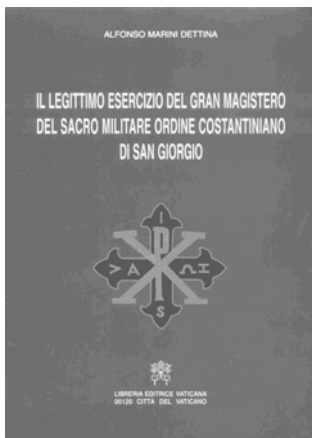 ALFONSO MARINI DETTINA
IL LEGITTIMO ESERCIZIO DEL GRAN MAGISTERO
DEL SACRO MILITARE ORDINE COSTANTINIANO
DI SAN GIORGIO
I
P
V A Ω H
S
LIBRERIA EDITRICE VATICANA
00120 CITTÀ DEL VATICANO